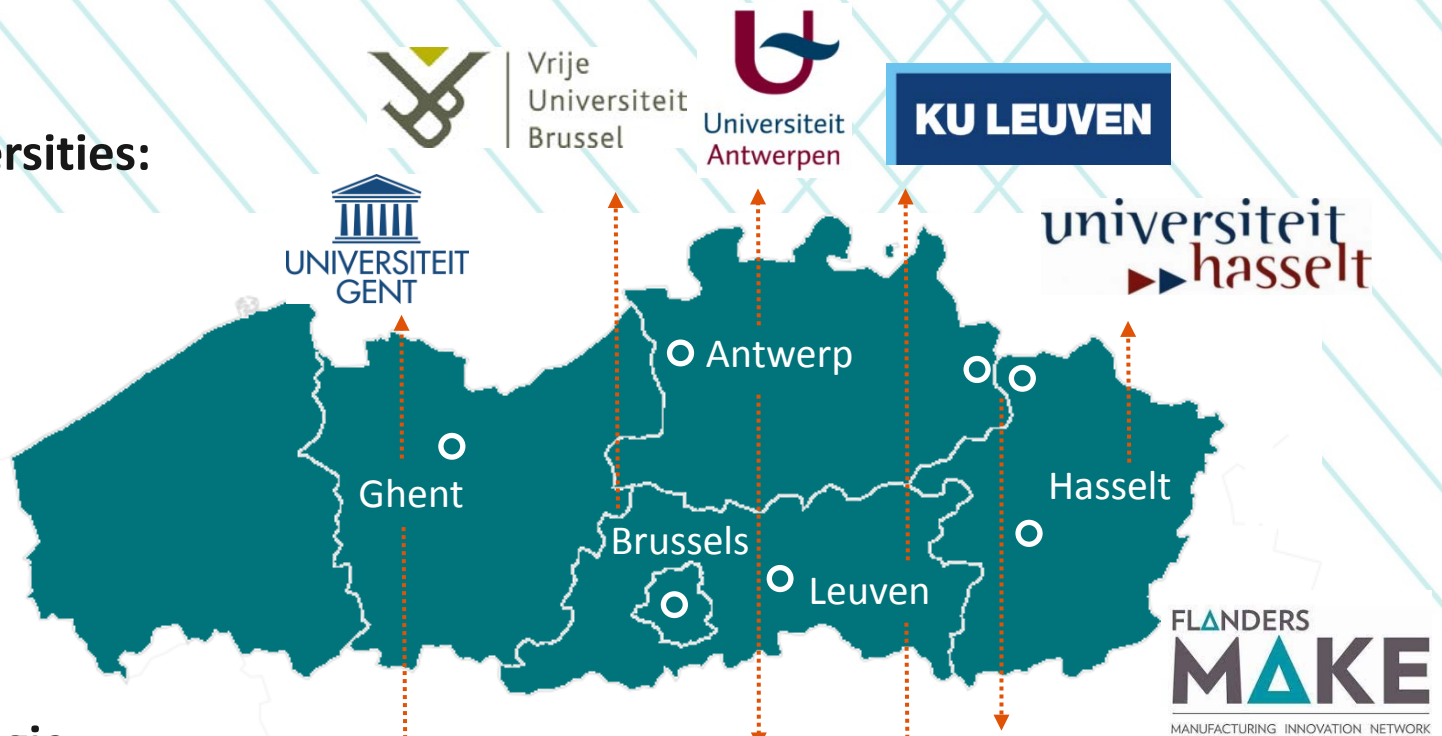 Vrije
Universiteit
Brussel
Universiteit
Antwerpen
KU LEUVEN
ersities:
UNIVERSITEIT
GENT
universiteit
hasselt
Antwerp
Ghent
Hasselt
Brussels
Leuven
FLANDERS
MAKE
MANUFACTURING INNOVATION NETWORK